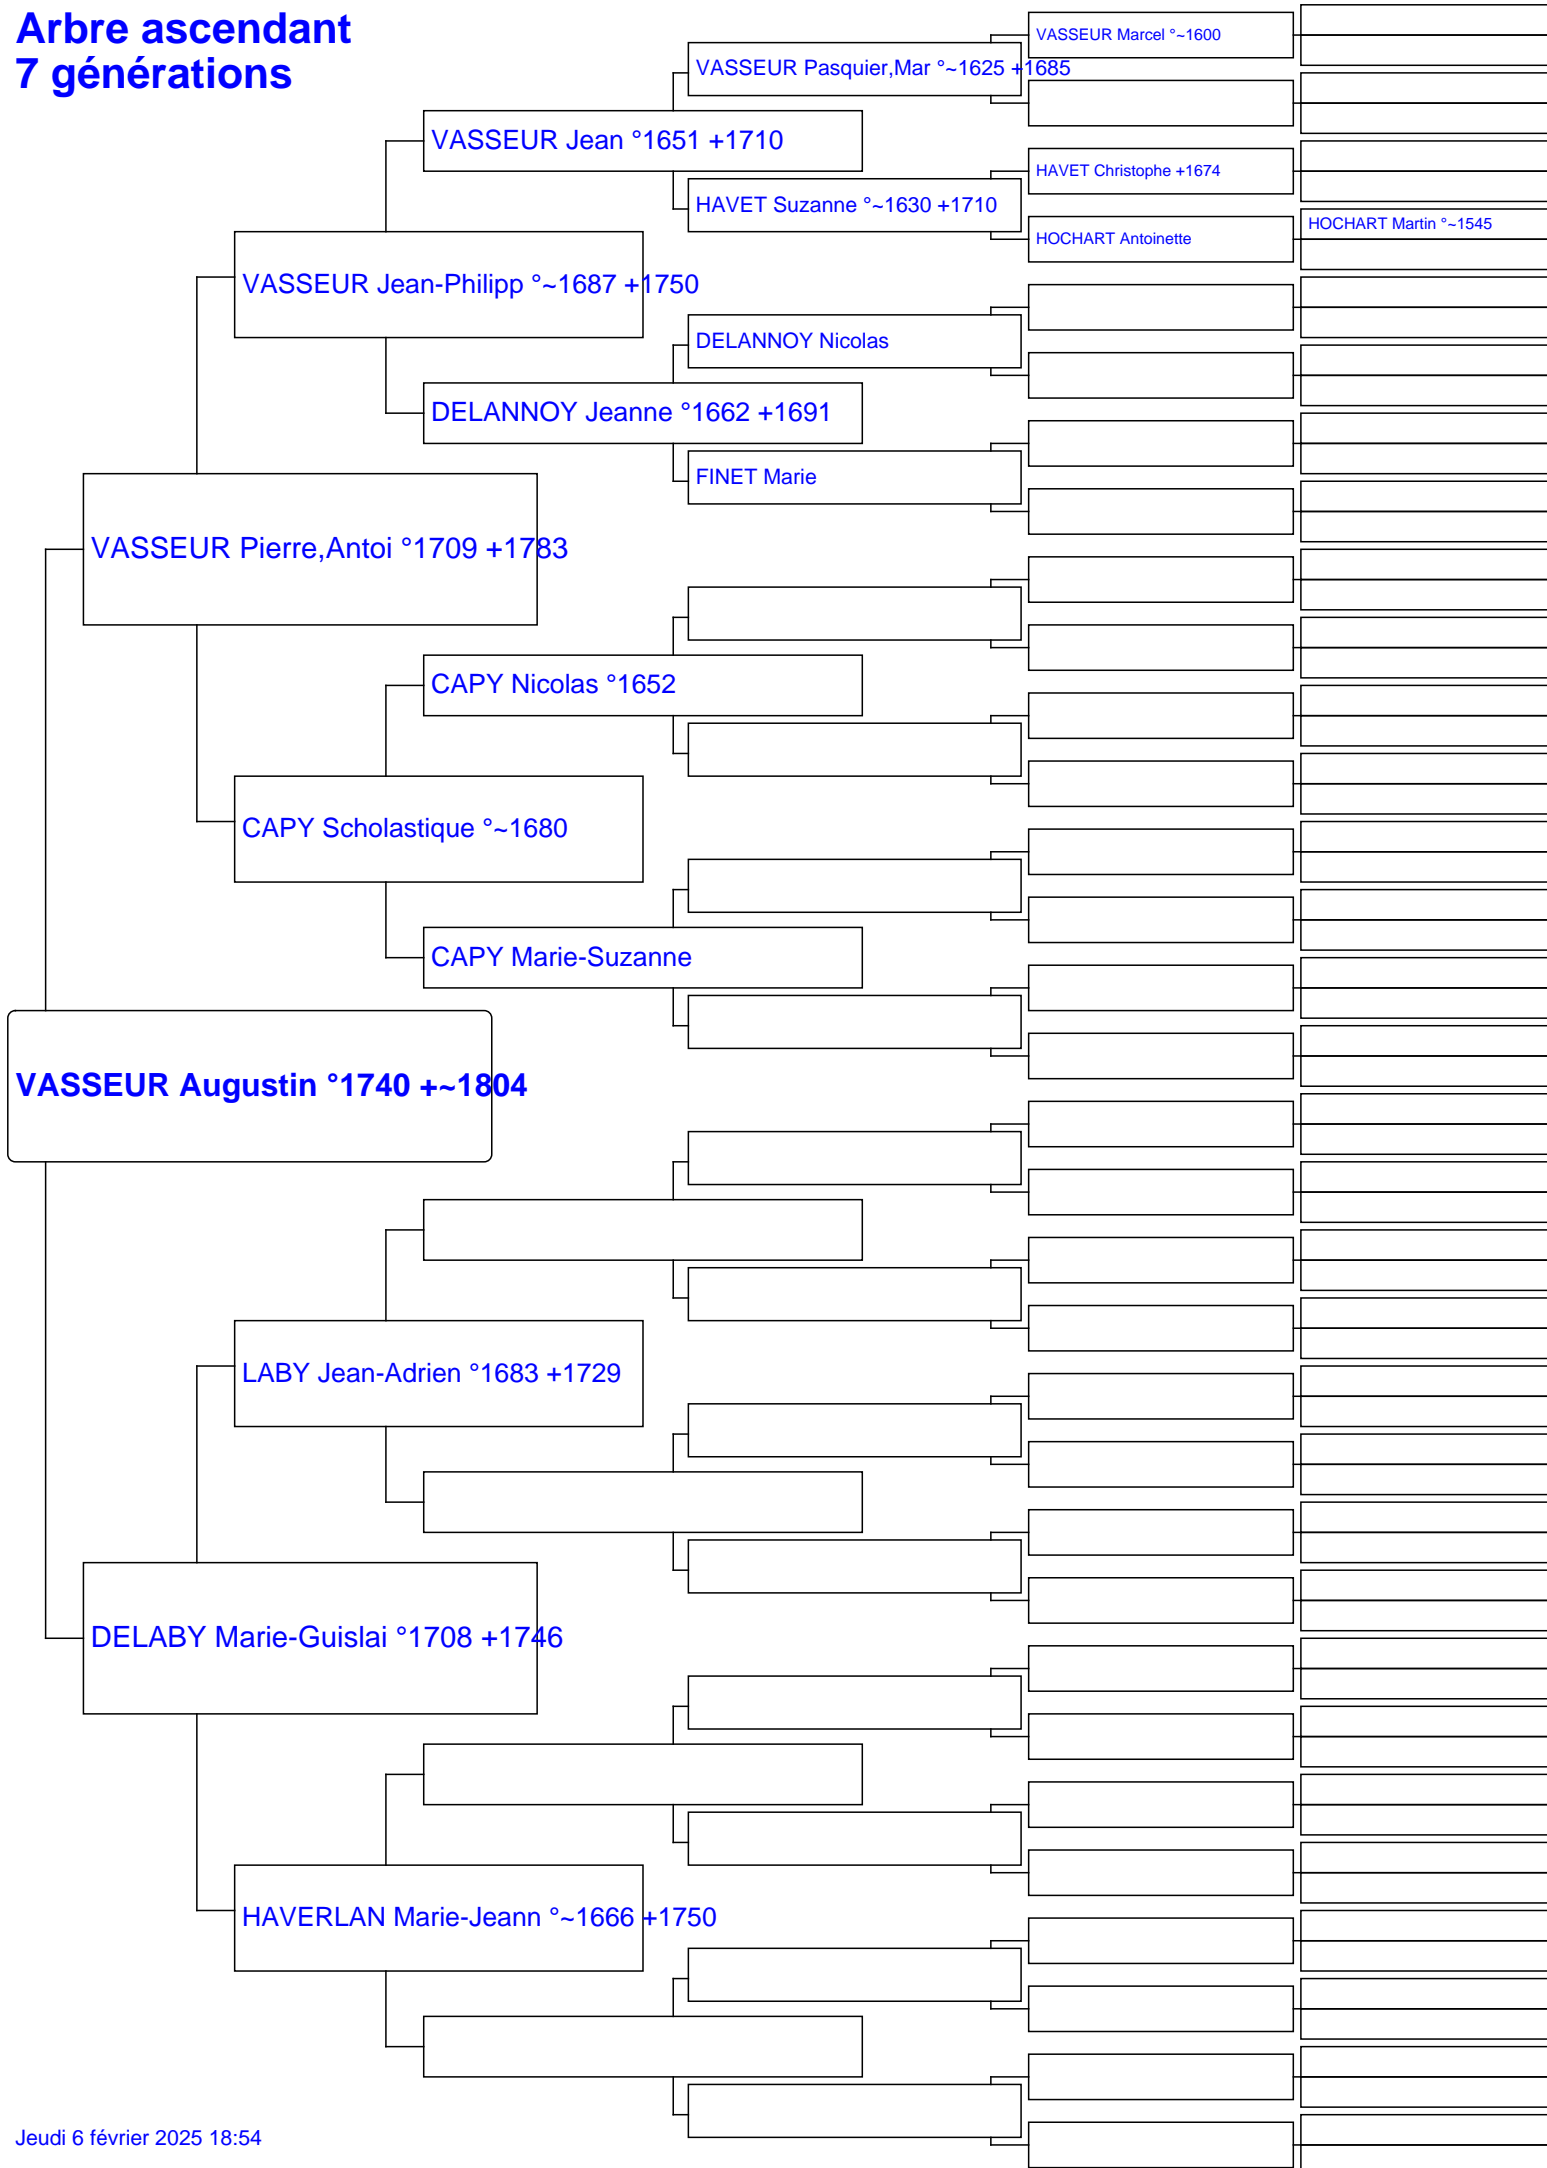 Arbre ascendant
7 générations
VASSEUR Marcel °~1600
VASSEUR Pasquier,Mar °~1625 +1685
VASSEUR Jean °1651 +1710
HAVET Christophe +1674
HAVET Suzanne °~1630 +1710
HOCHART Martin °~1545
HOCHART Antoinette
VASSEUR Jean-Philipp °~1687 +1750
DELANNOY Nicolas
DELANNOY Jeanne °1662 +1691
FINET Marie
VASSEUR Pierre,Antoi °1709 +1783
CAPY Nicolas °1652
CAPY Scholastique °~1680
CAPY Marie-Suzanne
VASSEUR Augustin °1740 +~1804
LABY Jean-Adrien °1683 +1729
DELABY Marie-Guislai °1708 +1746
HAVERLAN Marie-Jeann °~1666 +1750
Jeudi 6 février 2025 18:54